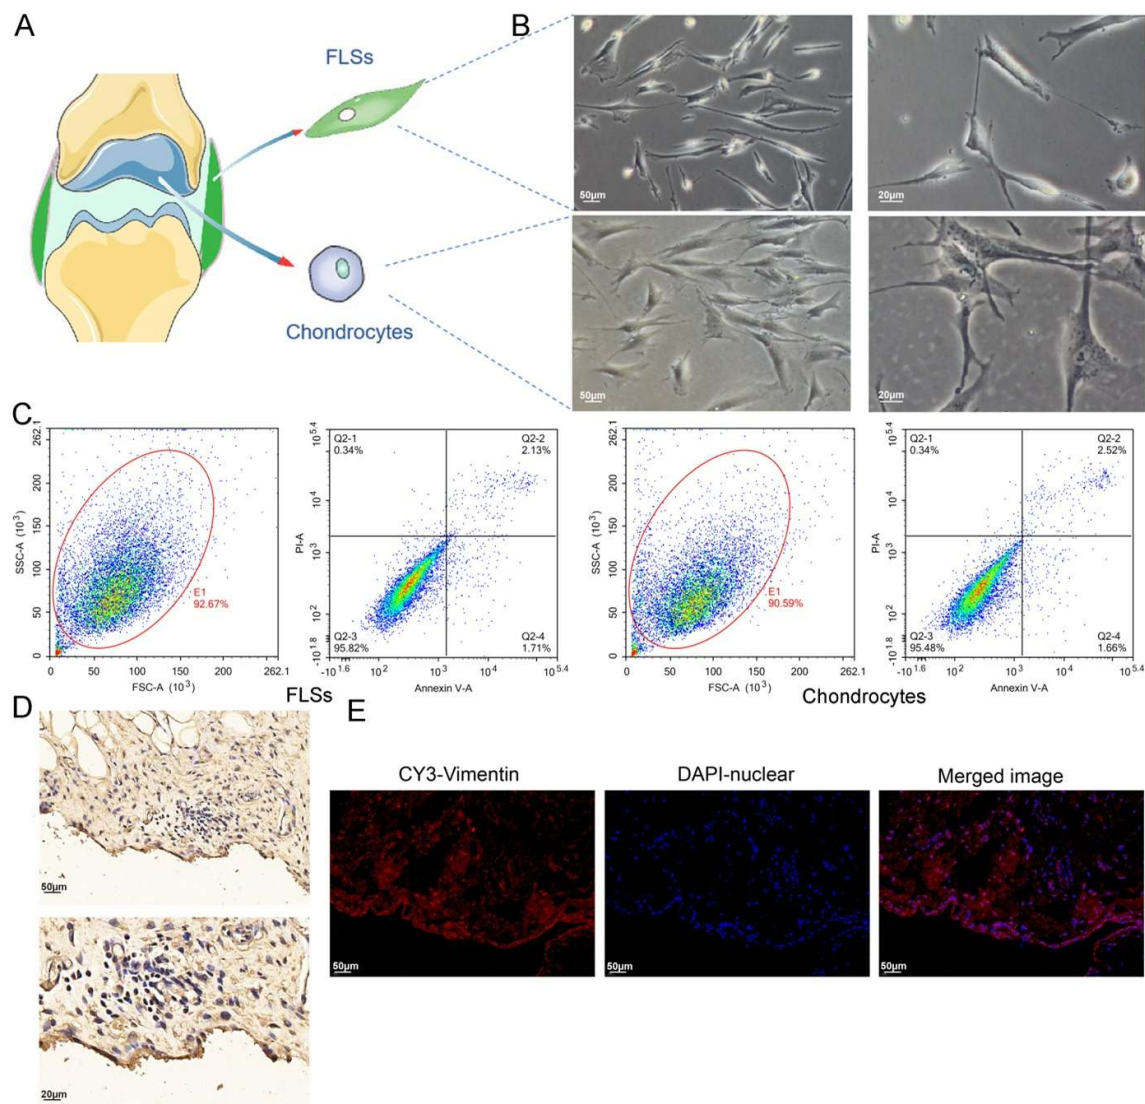 A
B
FLSs
Chondrocytes
50µm
20µm
50µm
20µm
C
262.1
200
150
100
50
0
SSC-A (10³)
E1
92.67%
0
50
100
150
200
262.1
FSC-A (10³)
Q2-1
0.34%
Q2-2
2.13%
Q2-3
95.82%
Q2-4
1.71%
10⁵·⁴
10⁴
10³
10²
-10¹·⁸
PI-A
-10¹·⁶
10²
10³
10⁴
10⁵·⁴
Annexin V-A
FLSs
262.1
200
150
100
50
0
SSC-A (10³)
E1
90.59%
0
50
100
150
200
262.1
FSC-A (10³)
Q2-1
0.34%
Q2-2
2.52%
Q2-3
95.48%
Q2-4
1.66%
10⁵·⁴
10⁴
10³
10²
-10¹·⁸
PI-A
-10¹·⁶
10²
10³
10⁴
10⁵·⁴
Annexin V-A
Chondrocytes
D
50µm
20µm
E
CY3-Vimentin
DAPI-nuclear
Merged image
50µm
50µm
50µm